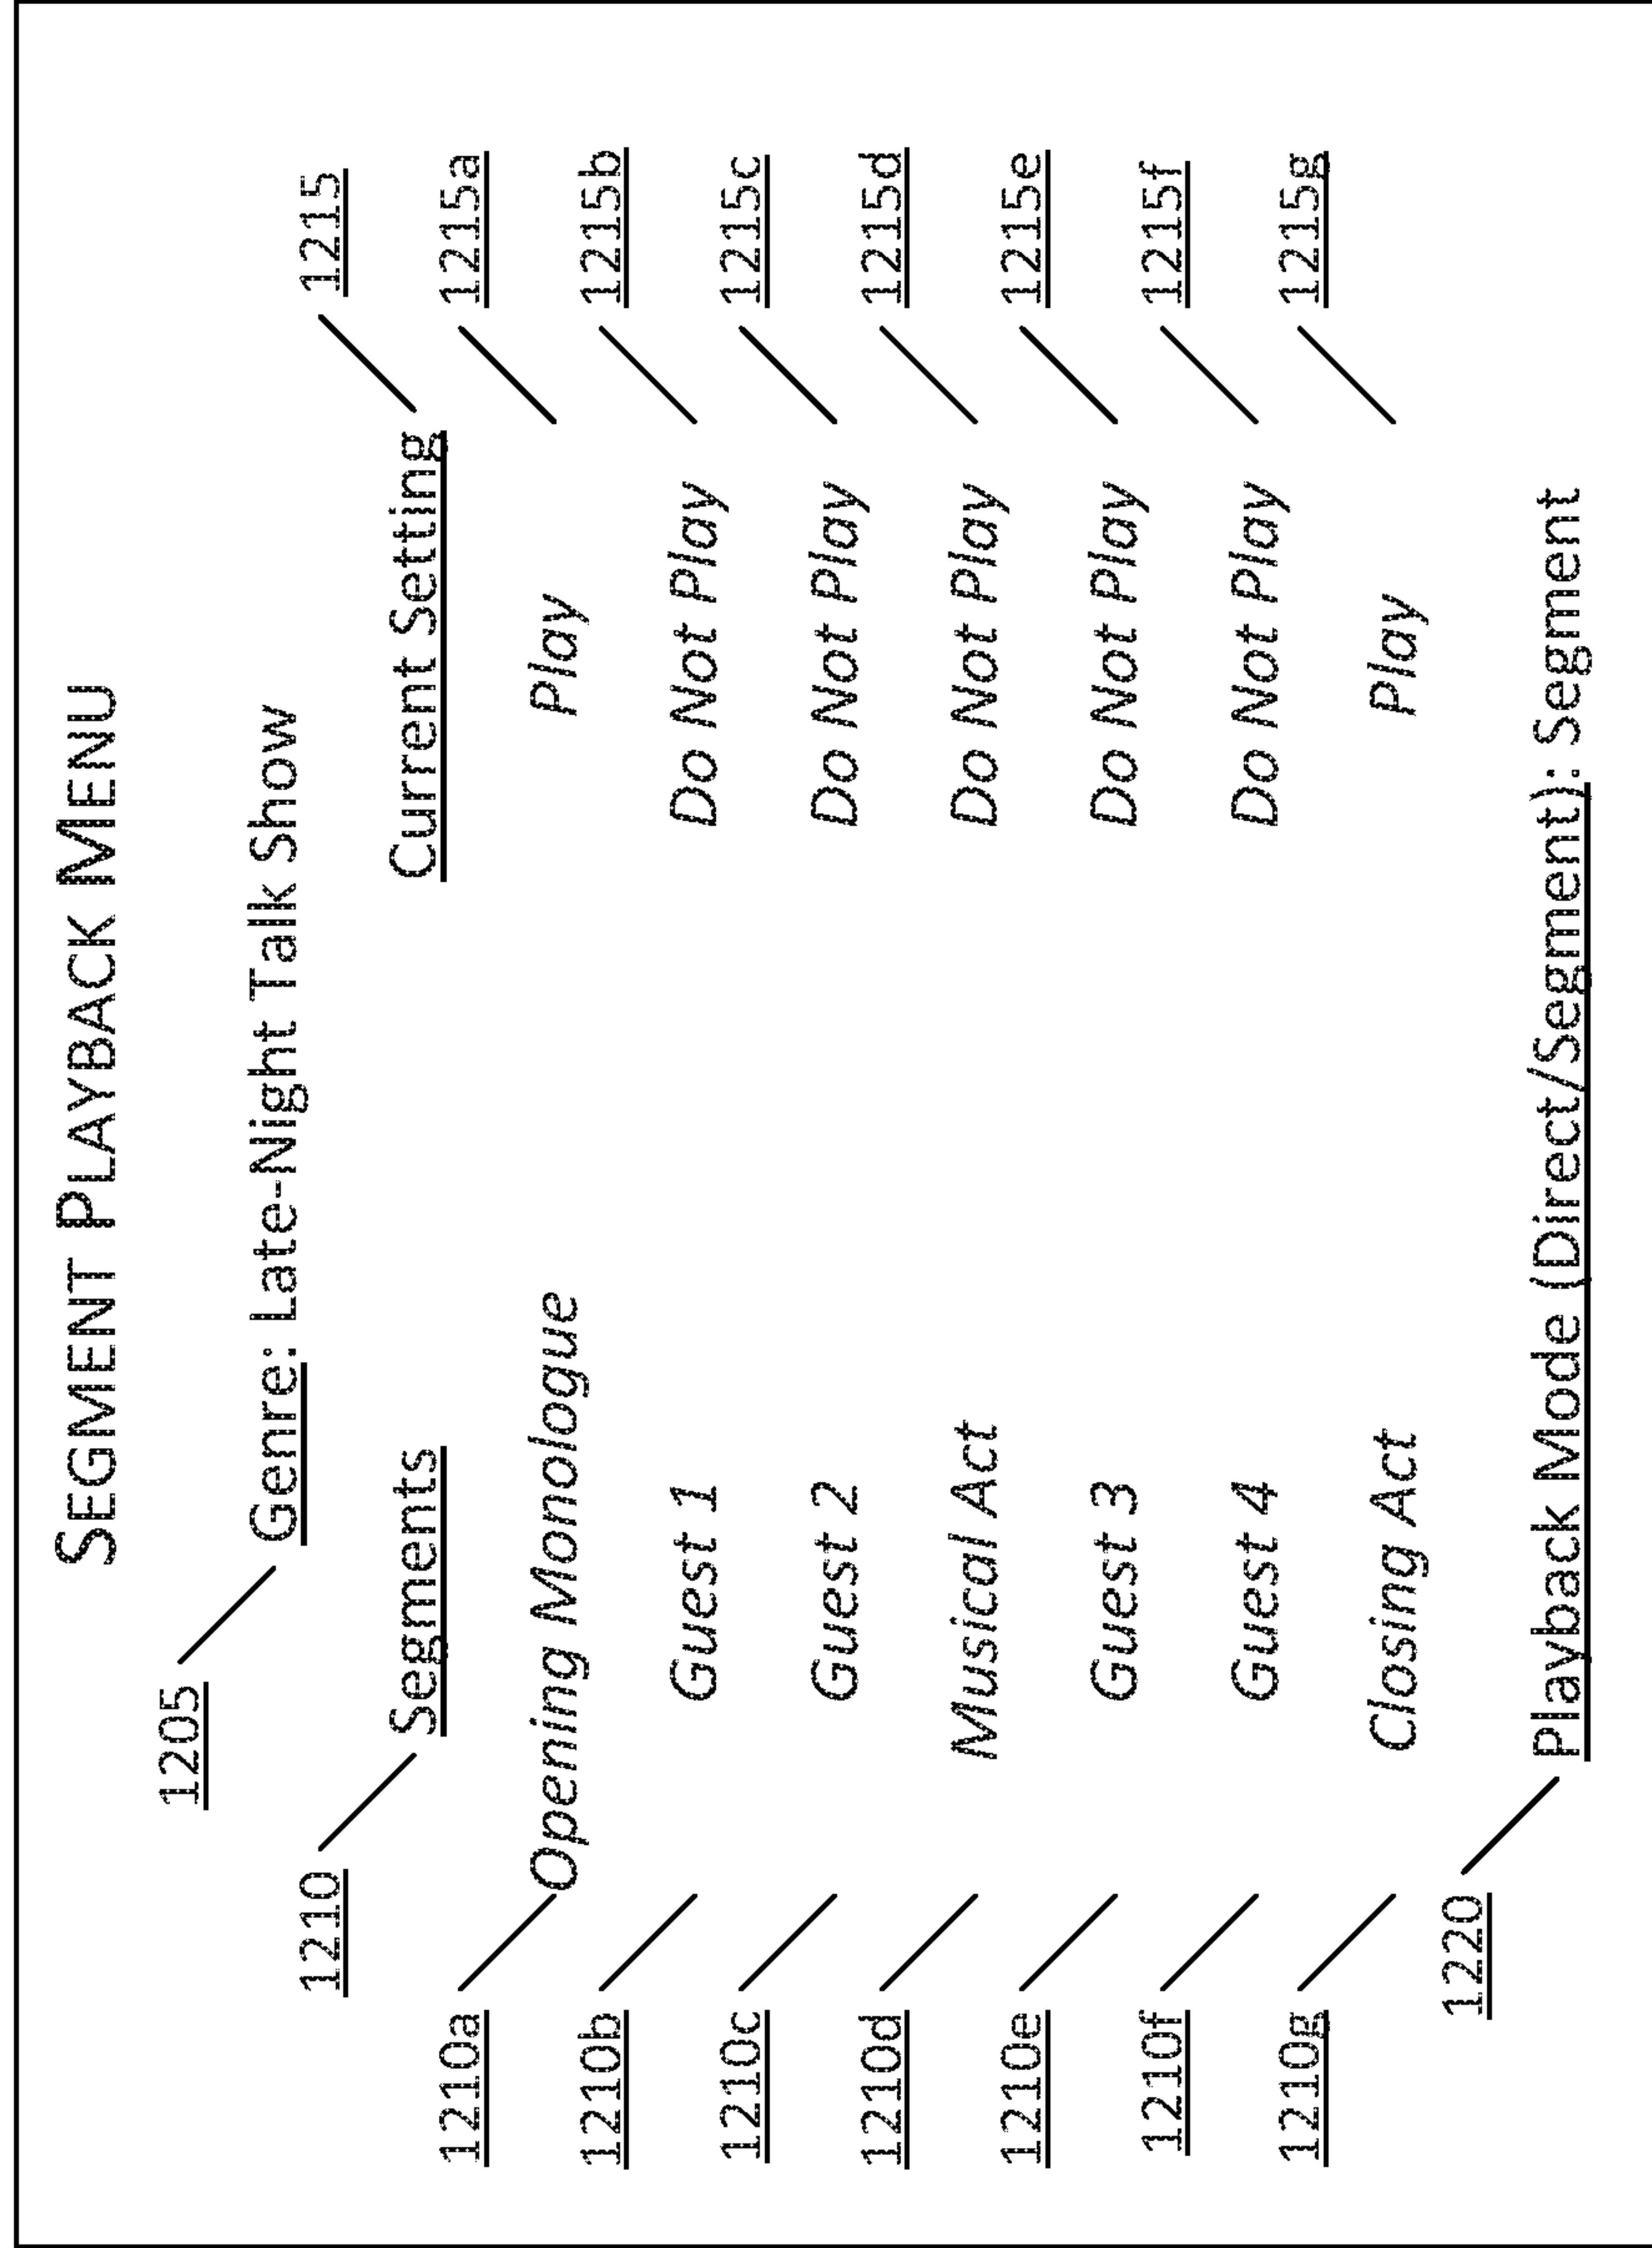 SEGMENT PLAYBACK MENU
1205 Genre: Late-Night Talk Show
1210 Segments Current Setting 1215
1210a Opening Monologue Play 1215a
1210b Guest 1 Do Not Play 1215b
1210c Guest 2 Do Not Play 1215c
1210d Musical Act Do Not Play 1215d
1210e Guest 3 Do Not Play 1215e
1210f Guest 4 Do Not Play 1215f
1210g Closing Act Play 1215g
1220 Playback Mode (Direct/Segment): Segment